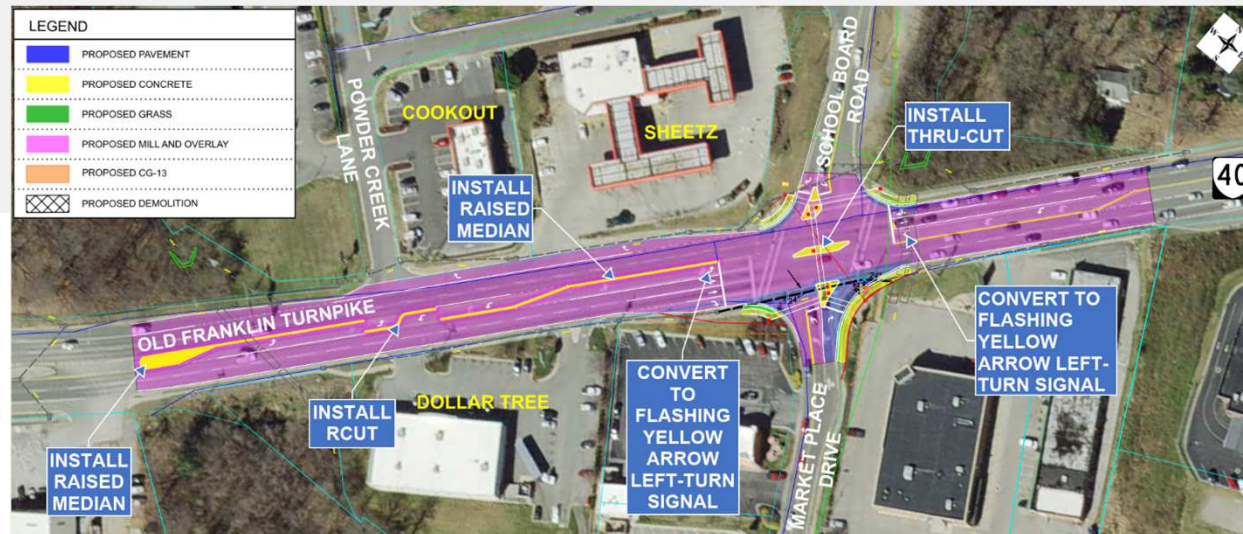 LEGEND
PROPOSED PAVEMENT
PROPOSED CONCRETE
PROPOSED GRASS
PROPOSED MILL AND OVERLAY
PROPOSED CG-13
PROPOSED DEMOLITION
POWDER CREEK
LANE
COOKOUT
SHEETZ
SCHOOL BOARD
ROAD
INSTALL
THRU-CUT
40
INSTALL
RAISED
MEDIAN
OLD FRANKLIN TURNPIKE
INSTALL
RAISED
MEDIAN
INSTALL
RCUT
DOLLAR TREE
CONVERT
TO
FLASHING
YELLOW
ARROW
LEFT-TURN
SIGNAL
MARKET PLACE
DRIVE
CONVERT TO
FLASHING
YELLOW
ARROW LEFT-
TURN SIGNAL